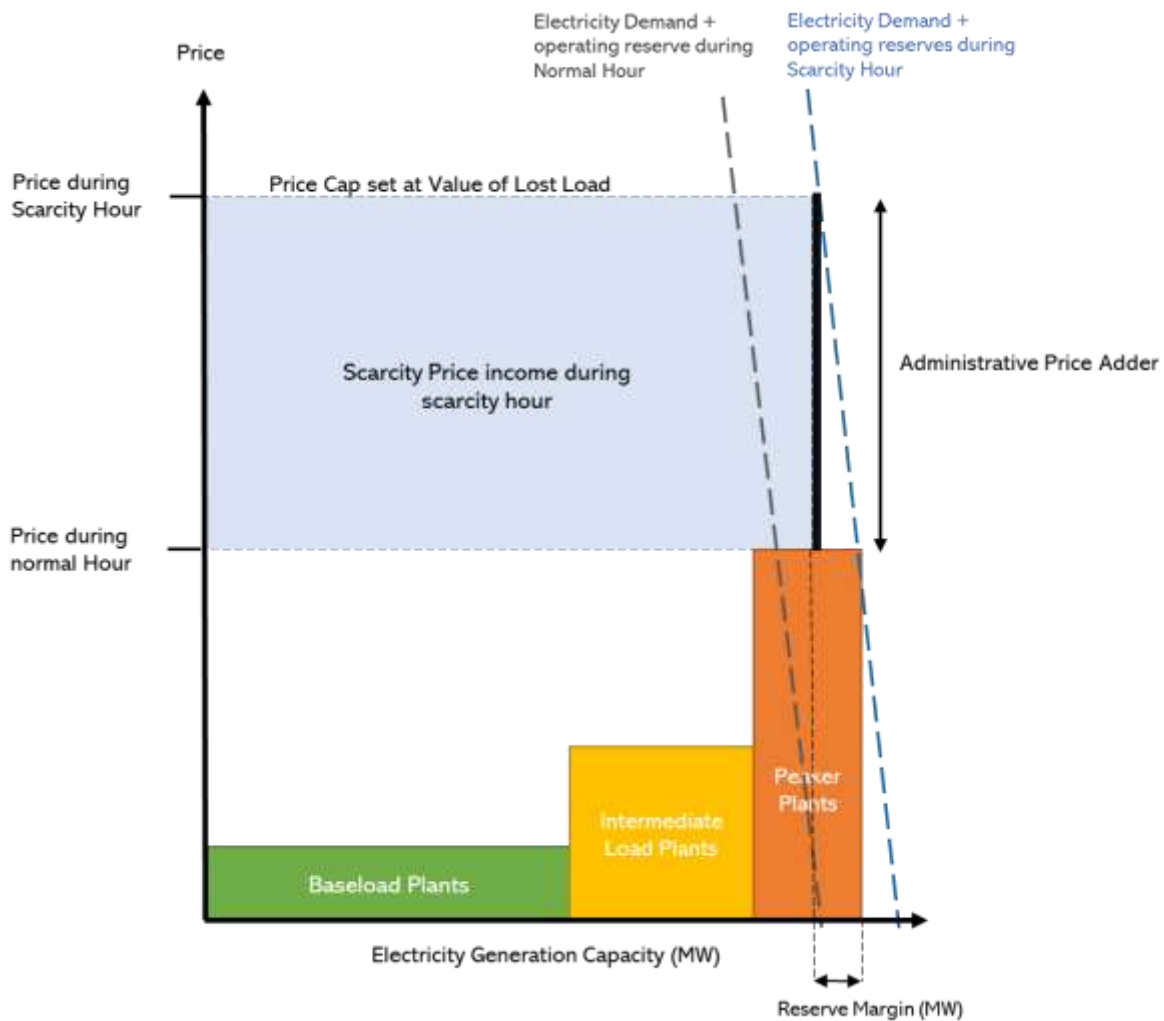 Electricity Demand +
operating reserve during
Normal Hour
Electricity Demand +
operating reserves during
Scarcity Hour
Price
Price during
Scarcity Hour
Price Cap set at Value of Lost Load
Scarcity Price income during
scarcity hour
Administrative Price Adder
Price during
normal Hour
Peaker
Plants
Intermediate
Load Plants
Baseload Plants
Electricity Generation Capacity (MW)
Reserve Margin (MW)